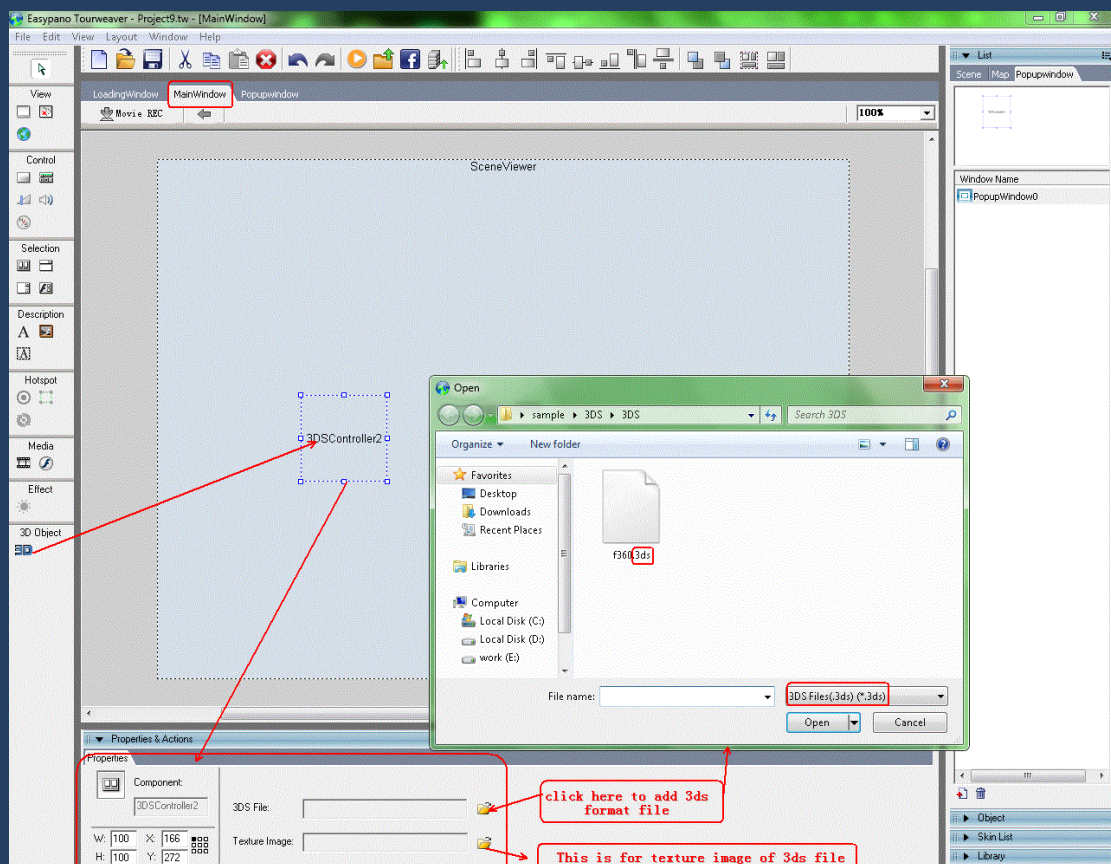 Easypano Tourweaver - Project9.tw - [MainWindow]
File Edit View Layout Window Help
View
Control
Selection
Description
Hotspot
Media
Effect
3D Object
LoadingWindow MainWindow Popupwindow
Movie REC
100%
SceneViewer
3DSController2
List
Scene Map Popupwindow
Window Name
PopupWindow0
Object
Skin List
Library
Open
sample 3DS 3DS
Search 3DS
Organize New folder
Favorites
Desktop
Downloads
Recent Places
Libraries
Computer
Local Disk (C:)
Local Disk (D:)
work (E:)
f360.3ds
File name:
3DS Files(.3ds) (*.3ds)
Open Cancel
Properties & Actions
Properties
Component:
3DSController2
W: 100 X: 166
H: 100 Y: 272
3DS File:
Texture Image:
click here to add 3ds
format file
This is for texture image of 3ds file